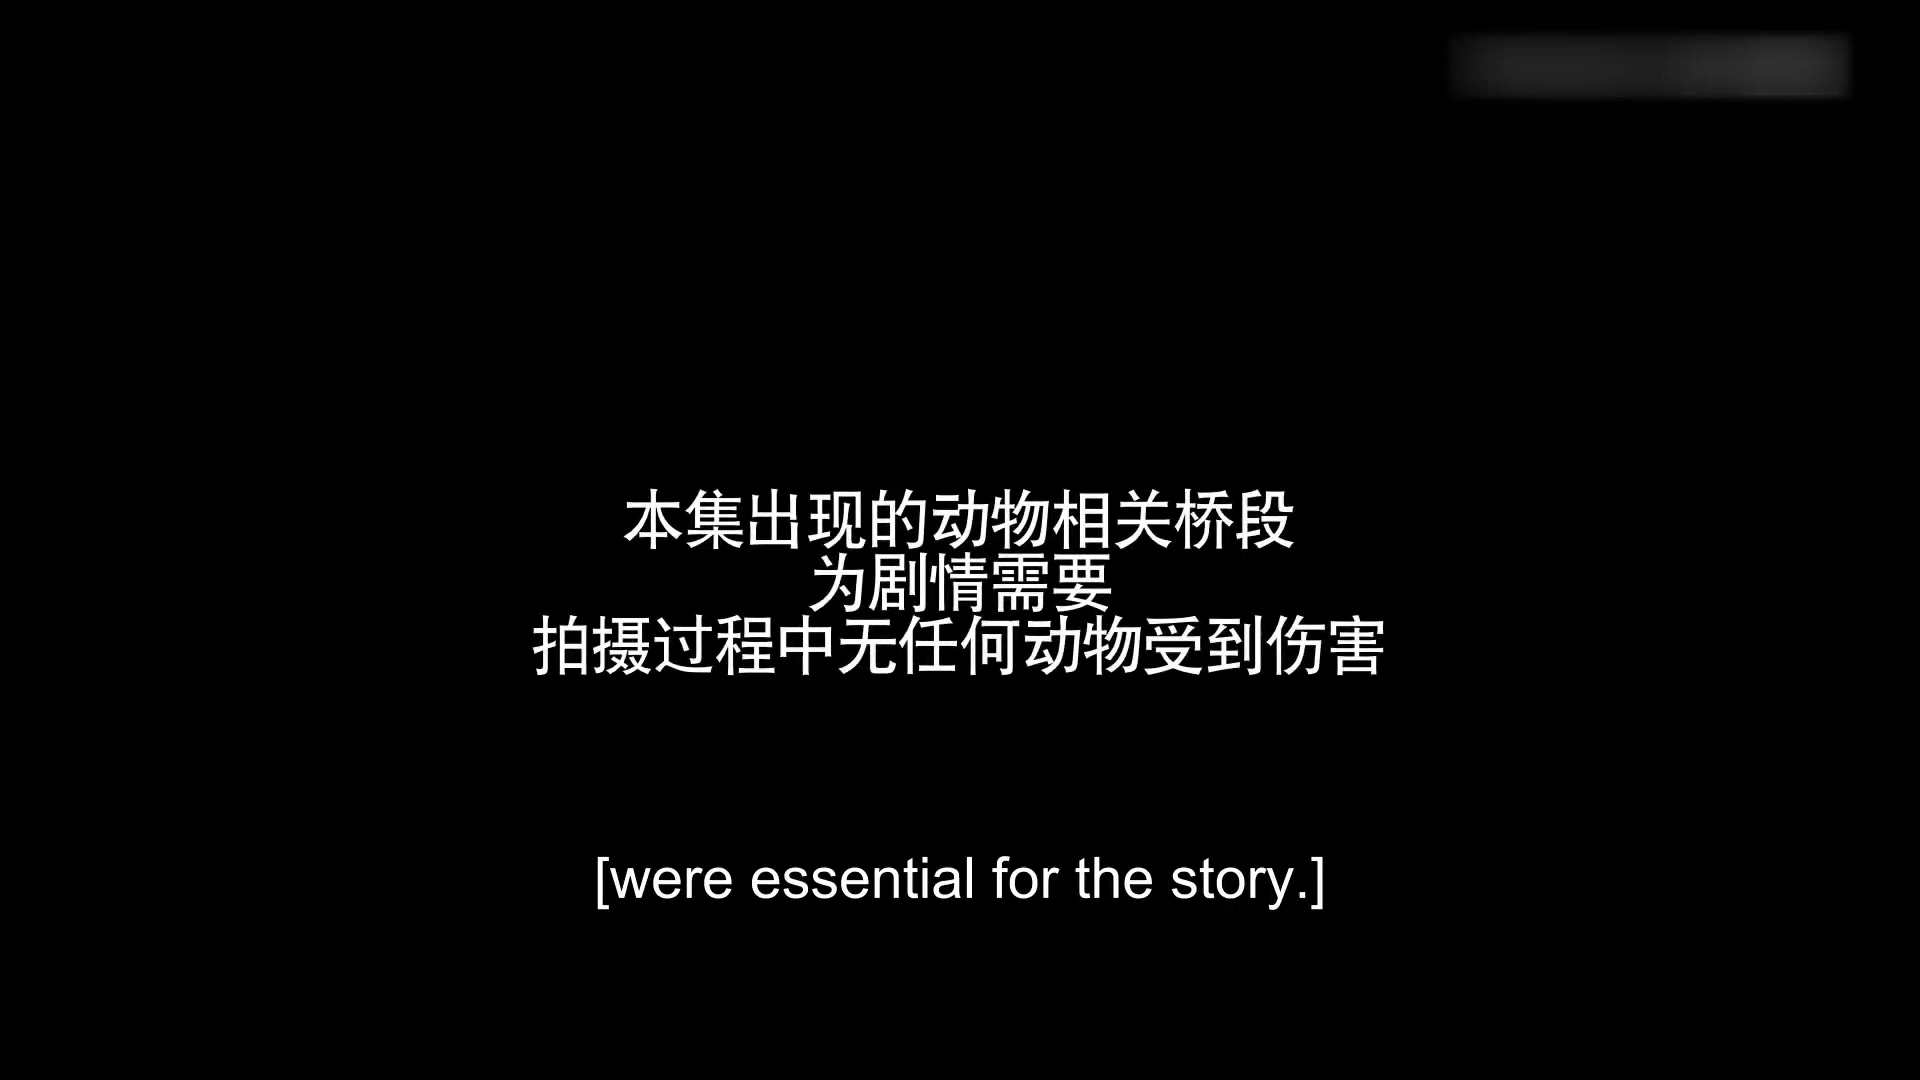 本集出现的动物相关桥段
为剧情需要
拍摄过程中无任何动物受到伤害
[were essential for the story.]